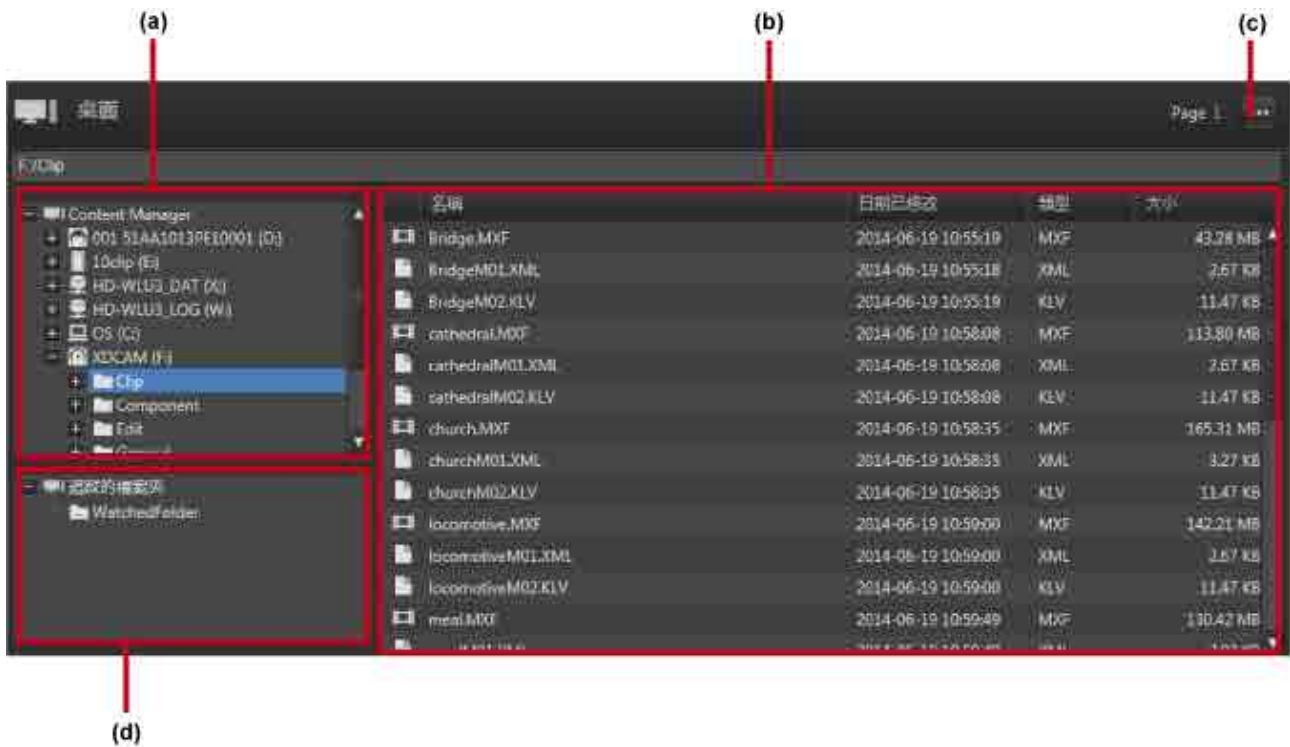 (a)
(b)
(c)
桌面
Page 1
F:/Clip
Content Manager
001 51AA1013PE10001 (D:)
10clip (E:)
HD-WLU3_DAT (X:)
HD-WLU3_LOG (W:)
OS (C:)
XDCAM (F:)
Clip
Component
Edit
General
追蹤的檔案夾
WatchedFolder
名稱 日期已修改 類型 大小
Bridge.MXF 2014-06-19 10:55:19 MXF 43.28 MB
BridgeM01.XML 2014-06-19 10:55:18 XML 2.67 KB
BridgeM02.KLV 2014-06-19 10:55:19 KLV 11.47 KB
cathedral.MXF 2014-06-19 10:58:08 MXF 113.80 MB
cathedralM01.XML 2014-06-19 10:58:08 XML 2.67 KB
cathedralM02.KLV 2014-06-19 10:58:08 KLV 11.47 KB
church.MXF 2014-06-19 10:58:35 MXF 165.31 MB
churchM01.XML 2014-06-19 10:58:35 XML 3.27 KB
churchM02.KLV 2014-06-19 10:58:35 KLV 11.47 KB
locomotive.MXF 2014-06-19 10:59:00 MXF 142.21 MB
locomotiveM01.XML 2014-06-19 10:59:00 XML 2.67 KB
locomotiveM02.KLV 2014-06-19 10:59:00 KLV 11.47 KB
meal.MXF 2014-06-19 10:59:49 MXF 130.42 MB
(d)